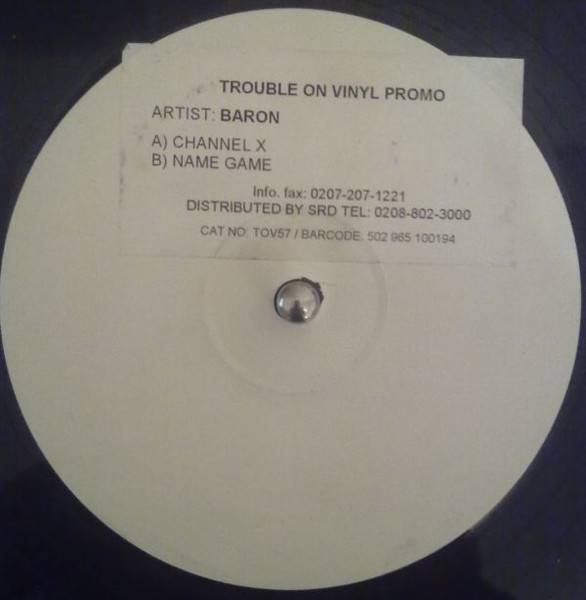 TROUBLE ON VINYL PROMO
ARTIST: BARON
A) CHANNEL X
B) NAME GAME
Info. fax: 0207-207-1221
DISTRIBUTED BY SRD TEL: 0208-802-3000
CAT NO: TOV57 / BARCODE: 502 965 100194